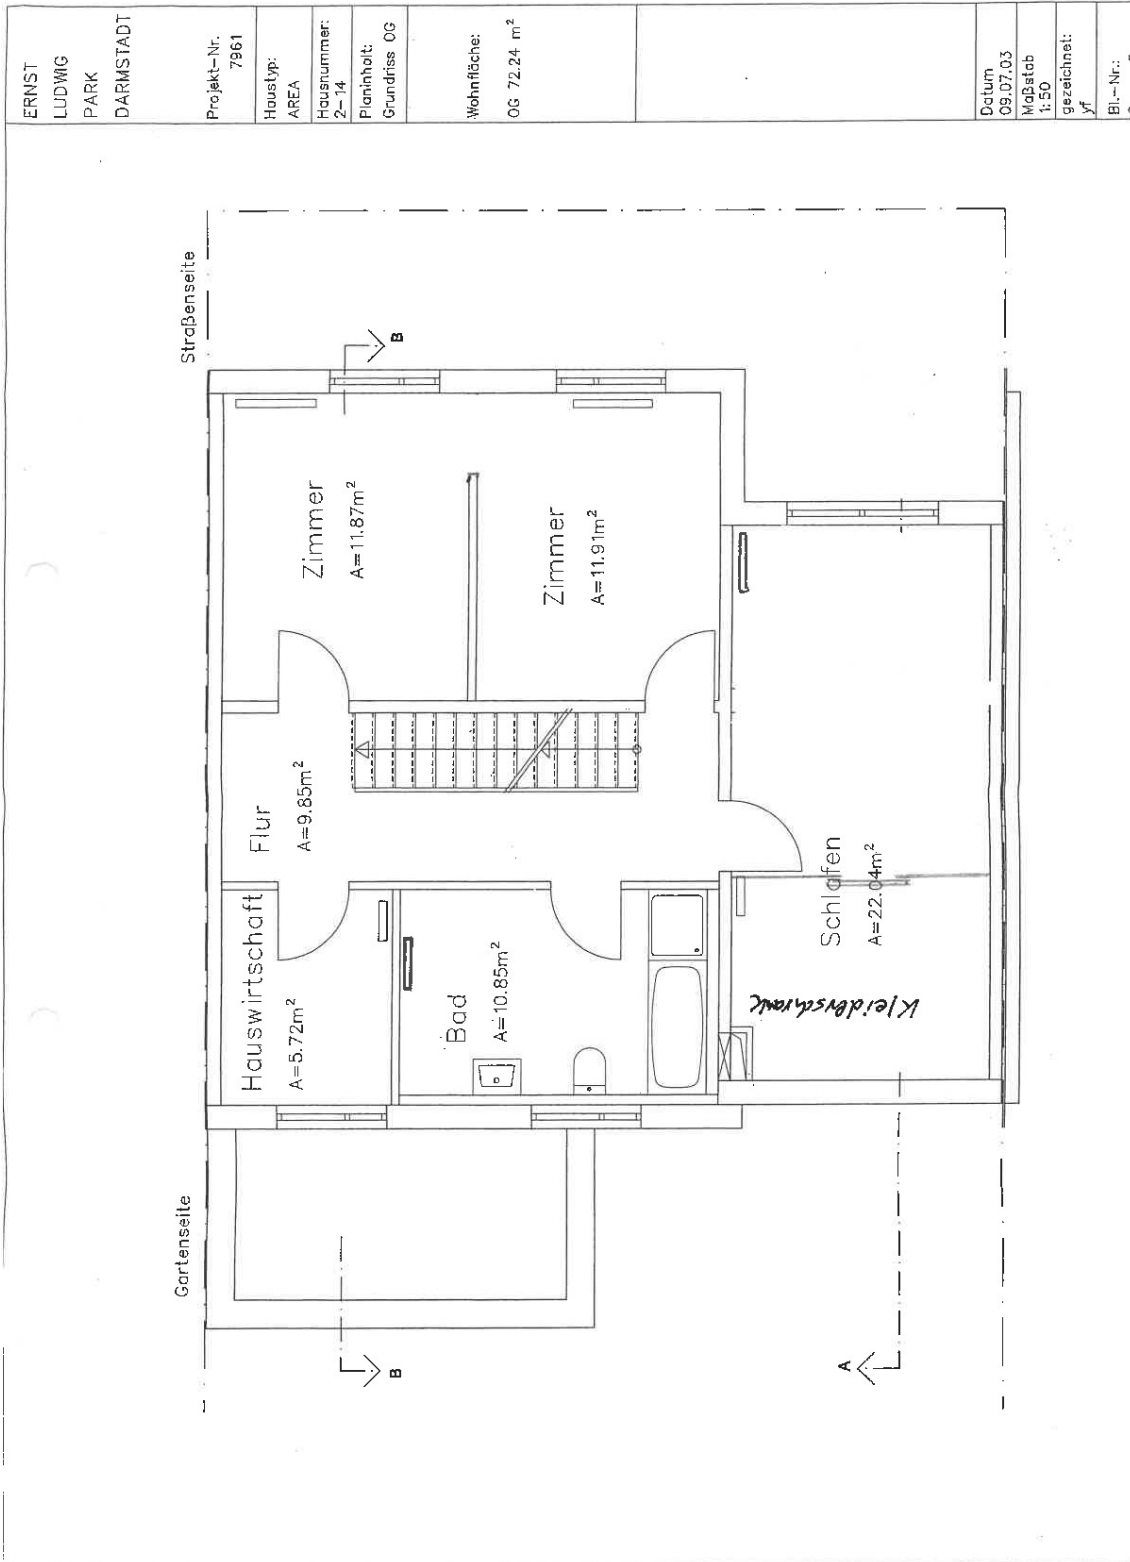 ERNST
LUDWIG
PARK
DARMSTADT
Projekt-Nr.
7961
Haustyp:
AREA
Hausnummer:
2-14
Planinhalt:
Grundriss OG
Wohnfläche:
OG 72.24 m²
Datum
09.07.03
Maßstab
1:50
gezeichnet:
yf
Bl.-Nr.:
Gartenseite
Straßenseite
Hauswirtschaft
A=5.72m²
Flur
A=9.85m²
Zimmer
A=11.87m²
B
B
Bad
A=10.85m²
Zimmer
A=11.91m²
Kleiderschrank
Schlafen
A=22.04m²
A